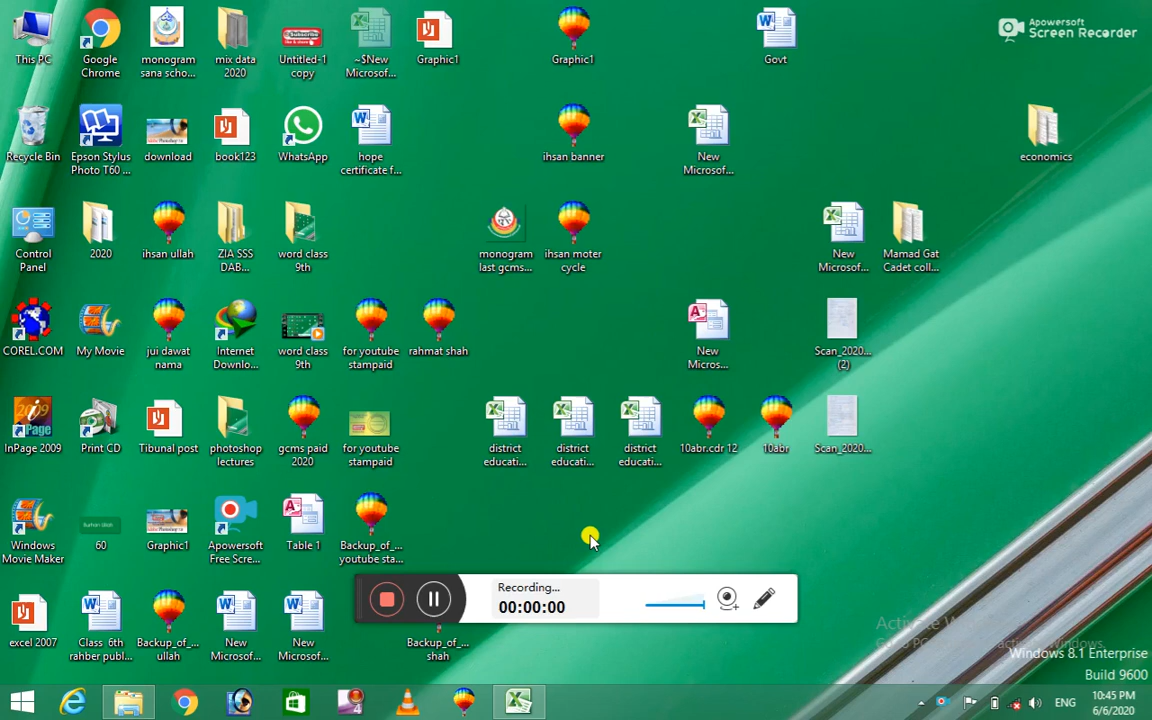 Apowersoft
Screen Recorder
This PC
Google
Chrome
monogram
sana scho...
mix data
2020
Subscribe
Untitled-1
copy
~$New
Microsof...
Graphic1
Graphic1
Govt
Recycle Bin
Epson Stylus
Photo T60 ...
download
book123
WhatsApp
hope
certificate f...
ihsan banner
New
Microsof...
economics
Control
Panel
2020
ihsan ullah
ZIA SSS
DAB...
word class
9th
monogram
last gcms...
ihsan moter
cycle
New
Microsof...
Mamad Gat
Cadet coll...
COREL.COM
My Movie
jui dawat
nama
Internet
Downlo...
word class
9th
for youtube
stampaid
rahmat shah
New
Micros...
Scan_2020...
(2)
2009
inPage
InPage 2009
Print CD
Tibunal post
photoshop
lectures
gcms paid
2020
for youtube
stampaid
district
educati...
district
educati...
district
educati...
10abr.cdr 12
10abr
Scan_2020...
Windows
Movie Maker
60
Graphic1
Apowersoft
Free Scre...
Table 1
Backup_of_...
youtube sta...
Recording...
00:00:00
excel 2007
Class 6th
rahber publ...
Backup_of_...
ullah
New
Microsof...
New
Microsof...
Backup_of_...
shah
Activate Windows
Windows 8.1 Enterprise
Build 9600
ENG
10:45 PM
6/6/2020